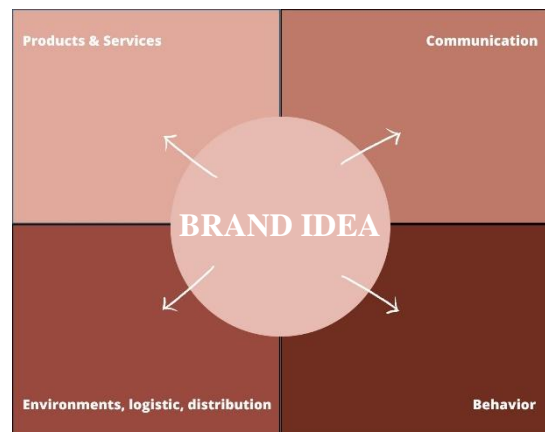 Products & Services
Communication
BRAND IDEA
Environments, logistic, distribution
Behavior